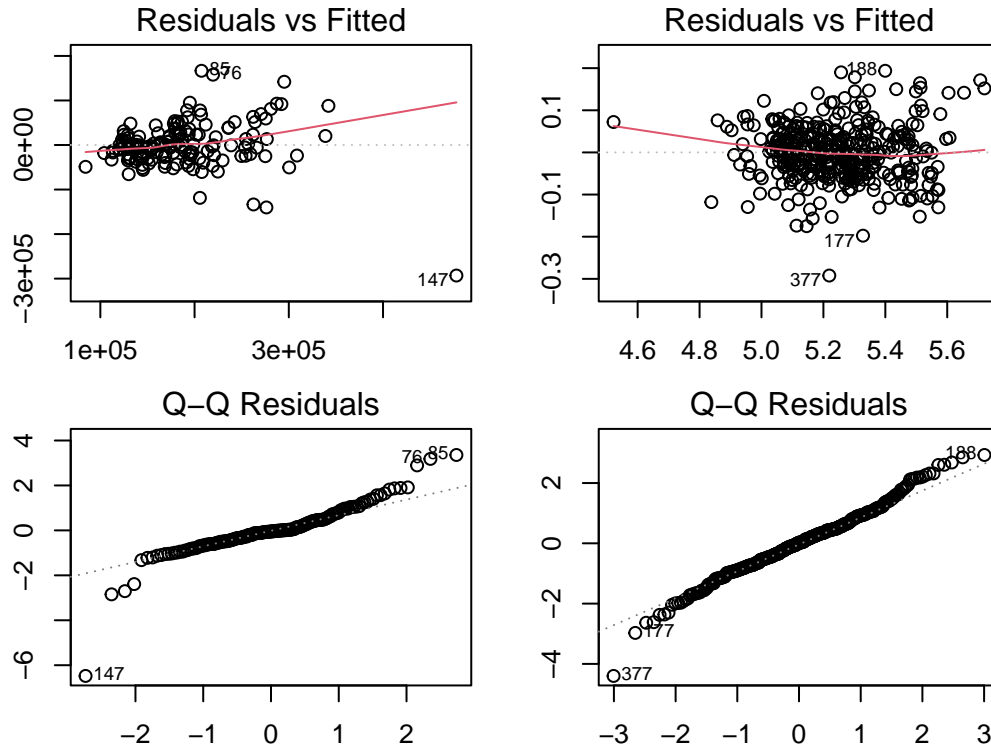 Residuals vs Fitted
85
76
147
−3e+05
0e+00
1e+05
3e+05
Residuals vs Fitted
188
177
377
−0.3
−0.1
0.1
4.6 4.8 5.0 5.2 5.4 5.6
Q−Q Residuals
76
85
147
−6
−2
0
2
4
−2 −1 0 1 2
Q−Q Residuals
188
177
377
−4
−2
0
2
−3 −2 −1 0 1 2 3